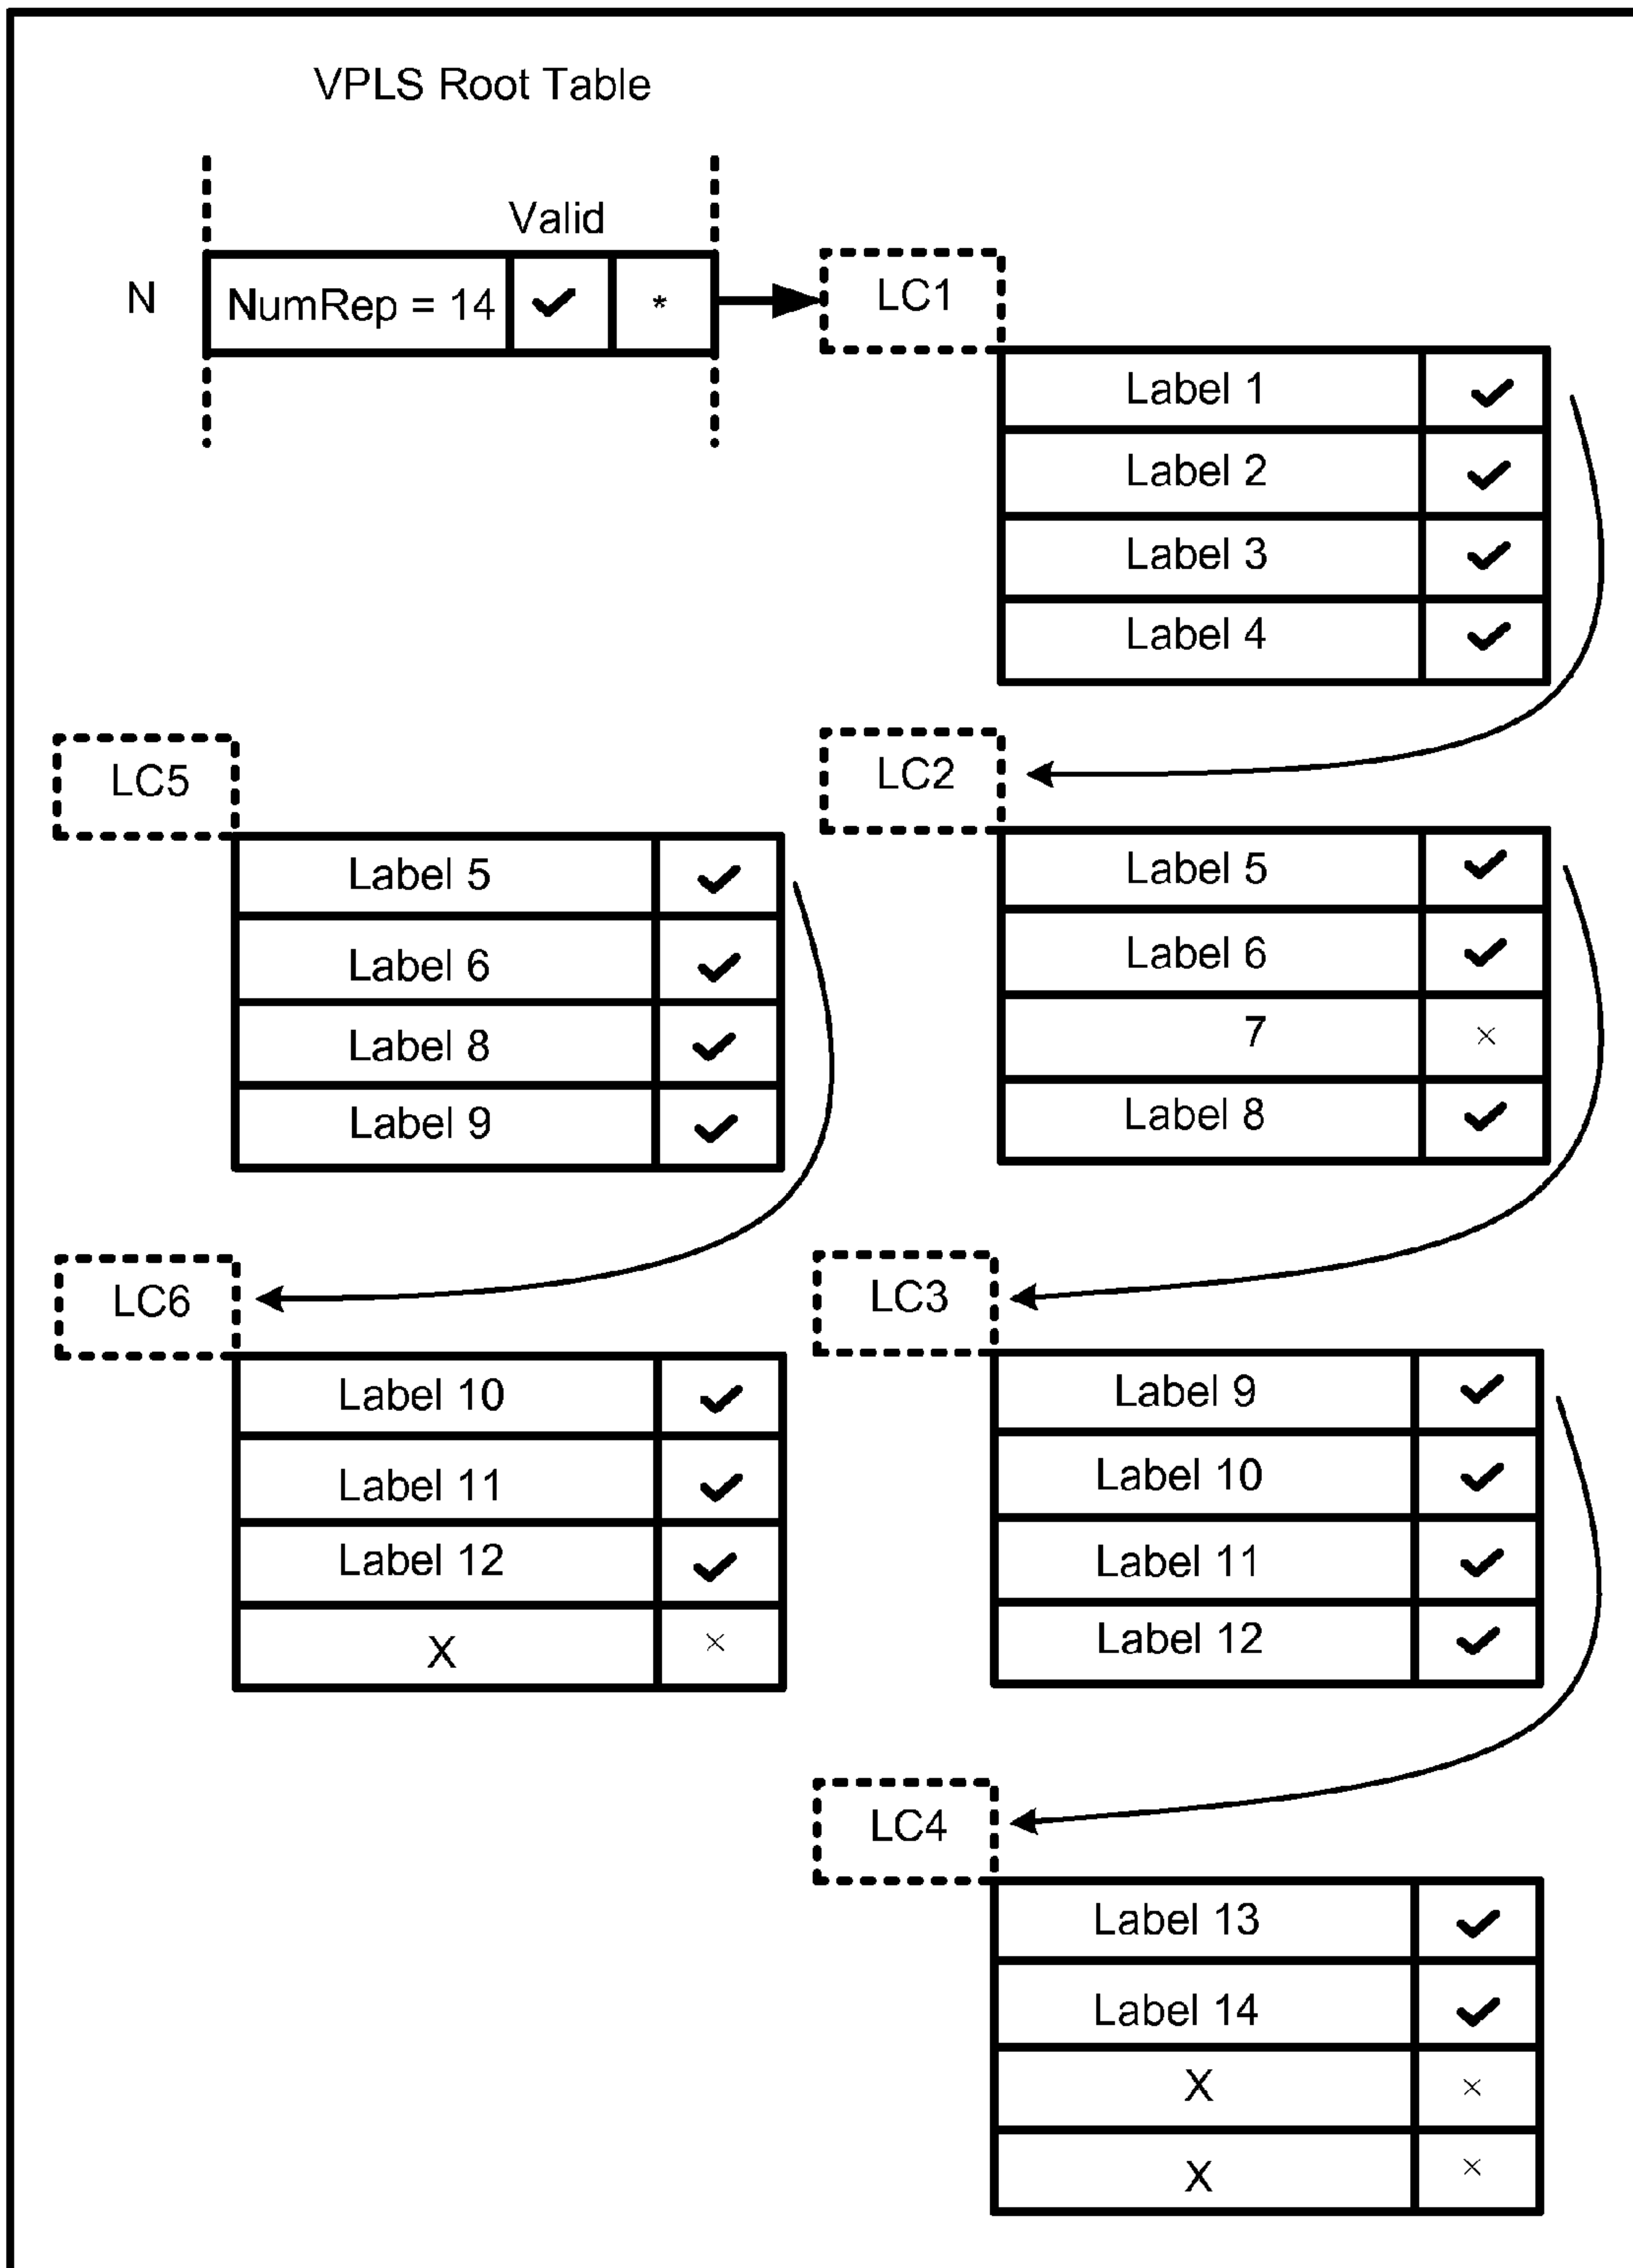 VPLS Root Table
Valid
N
NumRep = 14
*
LC1
Label 1
Label 2
Label 3
Label 4
LC2
Label 5
Label 6
7
Label 8
LC5
Label 5
Label 6
Label 8
Label 9
LC6
Label 10
Label 11
Label 12
X
LC3
Label 9
Label 10
Label 11
Label 12
LC4
Label 13
Label 14
X
X